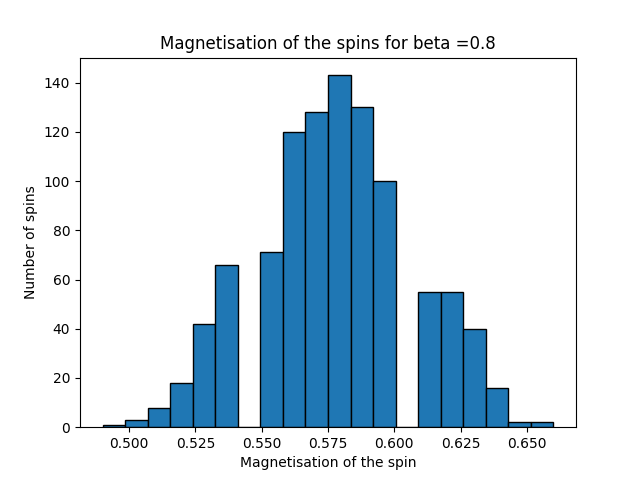 Magnetisation of the spins for beta =0.8
Number of spins
140
120
100
80
60
40
20
0
0.500 0.525 0.550 0.575 0.600 0.625 0.650
Magnetisation of the spin